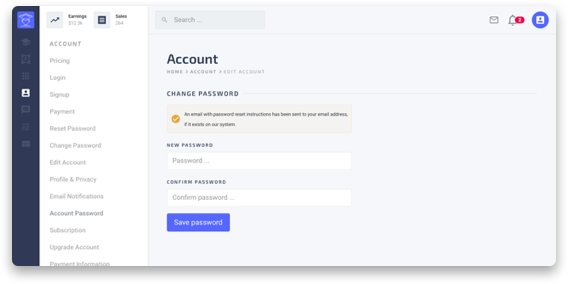 Earnings
$12.3k
Sales
264
Search ...
2
ACCOUNT
Pricing
Login
Signup
Payment
Reset Password
Change Password
Edit Account
Profile & Privacy
Email Notifications
Account Password
Subscription
Upgrade Account
Payment Information
Account
HOME > ACCOUNT > EDIT ACCOUNT
CHANGE PASSWORD
An email with password reset instructions has been sent to your email address,
if it exists on our system.
NEW PASSWORD
Password ...
CONFIRM PASSWORD
Confirm password ...
Save password